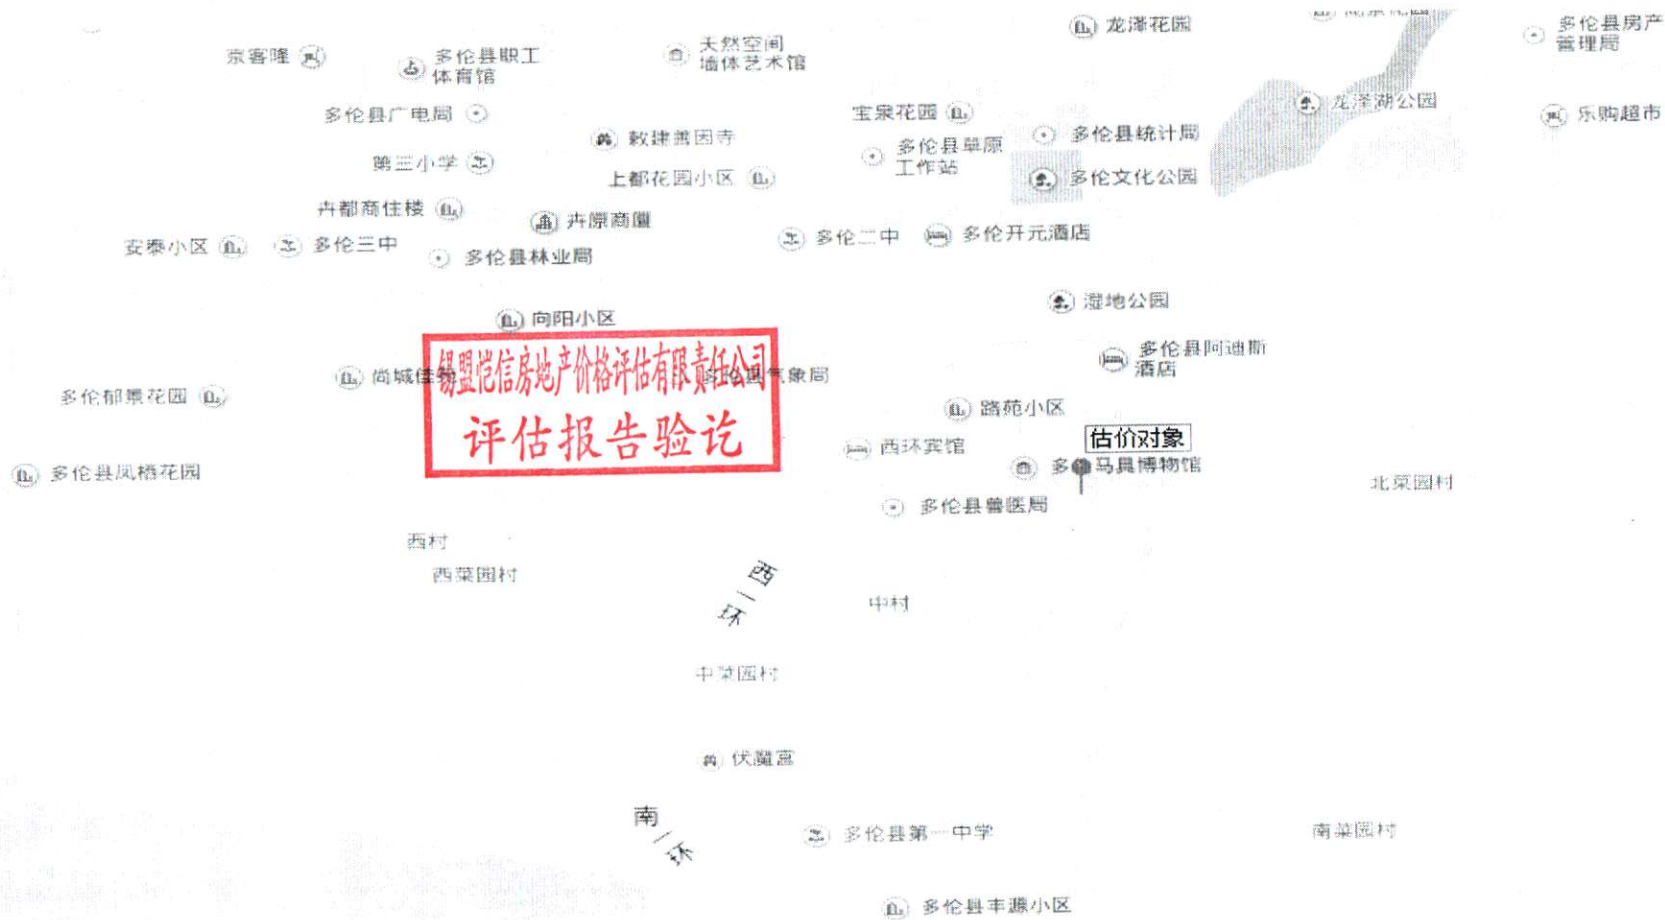 龙泽花园
多伦县房产
管理局
京客隆
多伦县职工
体育馆
天然空间
墙体艺术馆
多伦县广电局
宝泉花园
龙泽湖公园
乐购超市
敕建善因寺
多伦县统计局
多伦县草原
工作站
第三小学
上都花园小区
多伦文化公园
卉都商住楼
卉原商厦
安泰小区
多伦三中
多伦县林业局
多伦二中
多伦开元酒店
湿地公园
向阳小区
锡盟恺信房地产价格评估有限责任公司
评估报告验讫
多伦县阿迪斯
酒店
尚城佳苑
多伦县气象局
多伦郁景花园
路苑小区
估价对象
西环宾馆
多伦马具博物馆
多伦县凤栖花园
北菜园村
多伦县兽医局
西村
西菜园村
西一环
中村
中菜园村
伏魔宫
南一环
多伦县第一中学
南菜园村
多伦县丰源小区